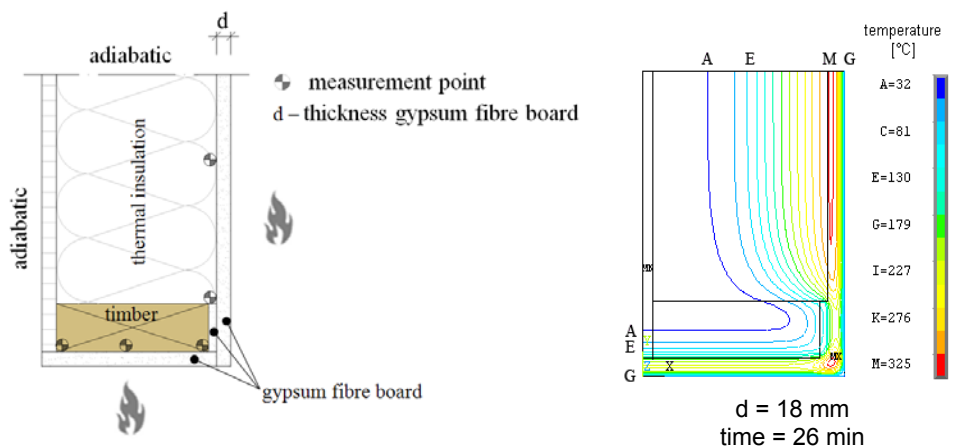 d
adiabatic
measurement point
d – thickness gypsum fibre board
adiabatic
thermal insulation
timber
gypsum fibre board
temperature
[°C]
A E M G
A=32
C=81
E=130
G=179
I=227
K=276
M=325
A
E
G
Z X
MX
d = 18 mm
time = 26 min